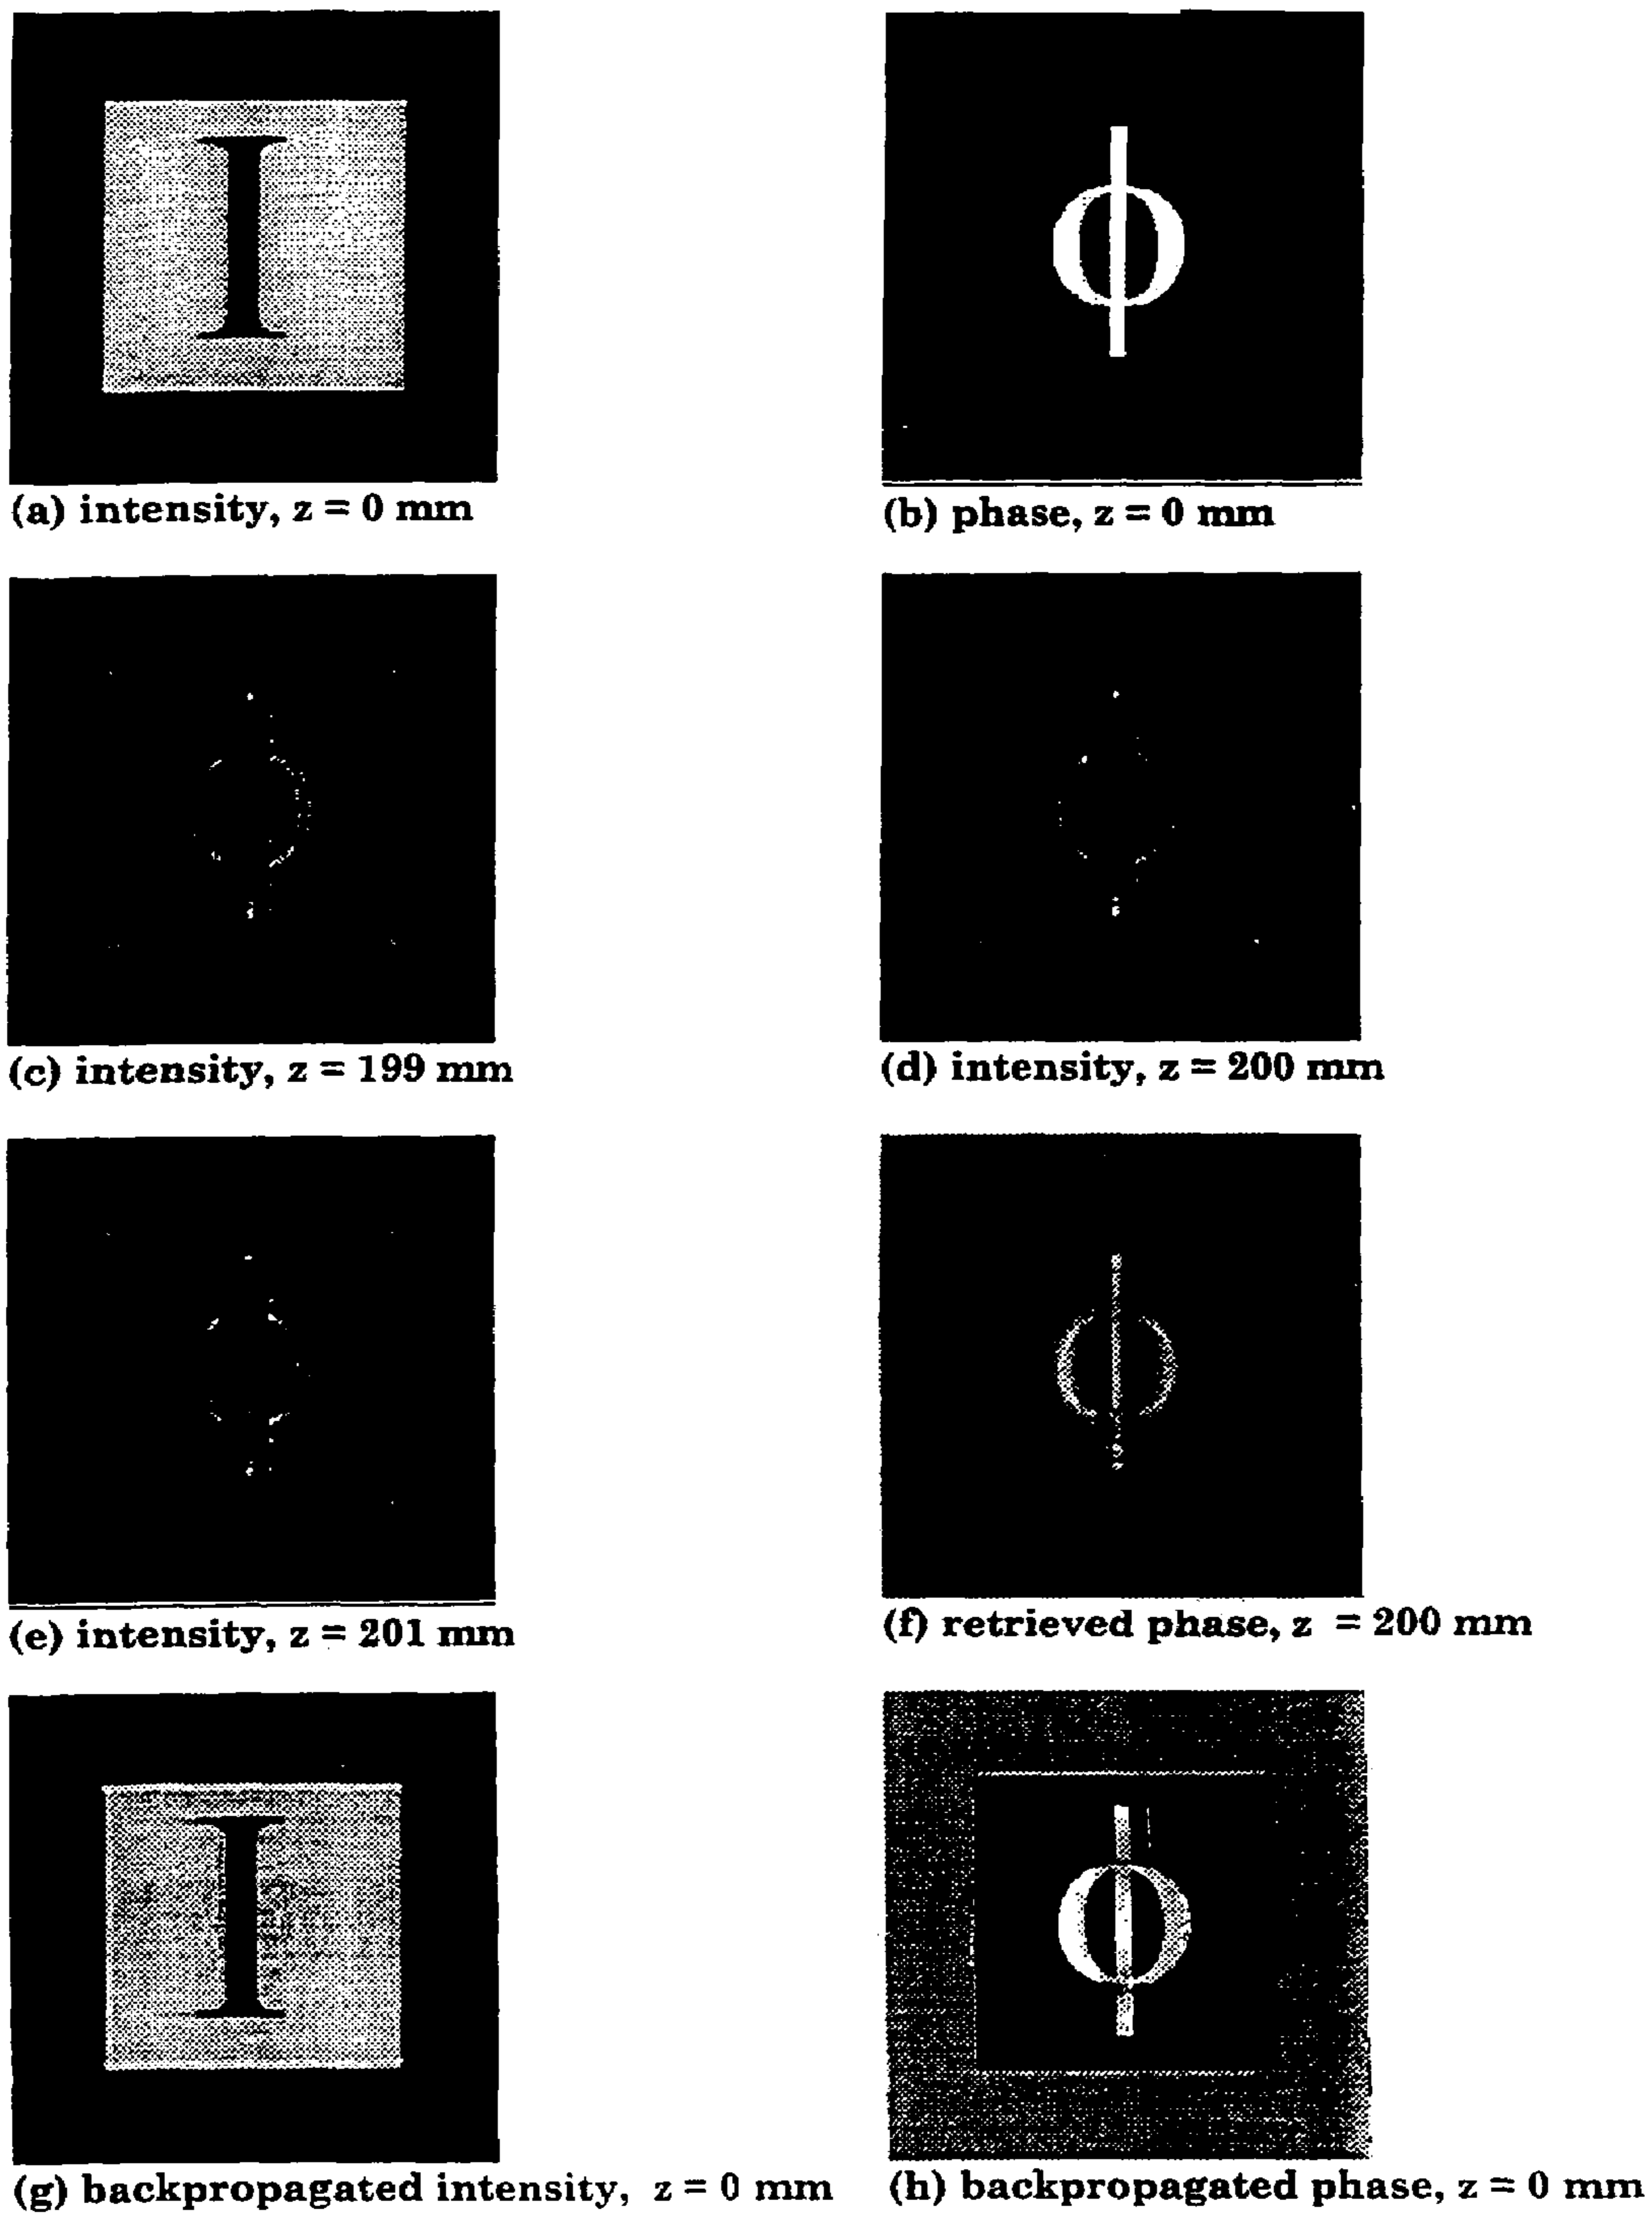 I
Φ
(a) intensity, z = 0 mm
(b) phase, z = 0 mm
(c) intensity, z = 199 mm
(d) intensity, z = 200 mm
(e) intensity, z = 201 mm
(f) retrieved phase, z = 200 mm
I
Φ
(g) backpropagated intensity, z = 0 mm
(h) backpropagated phase, z = 0 mm